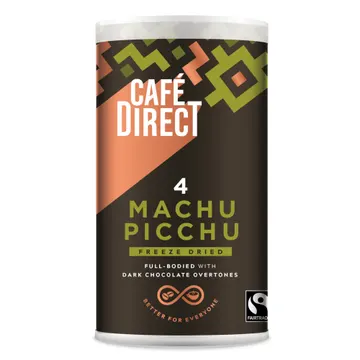 CAFÉ
DIRECT
4
MACHU
PICCHU
FREEZE DRIED
FULL-BODIED WITH
DARK CHOCOLATE OVERTONES
BETTER FOR EVERYONE
FAIRTRADE